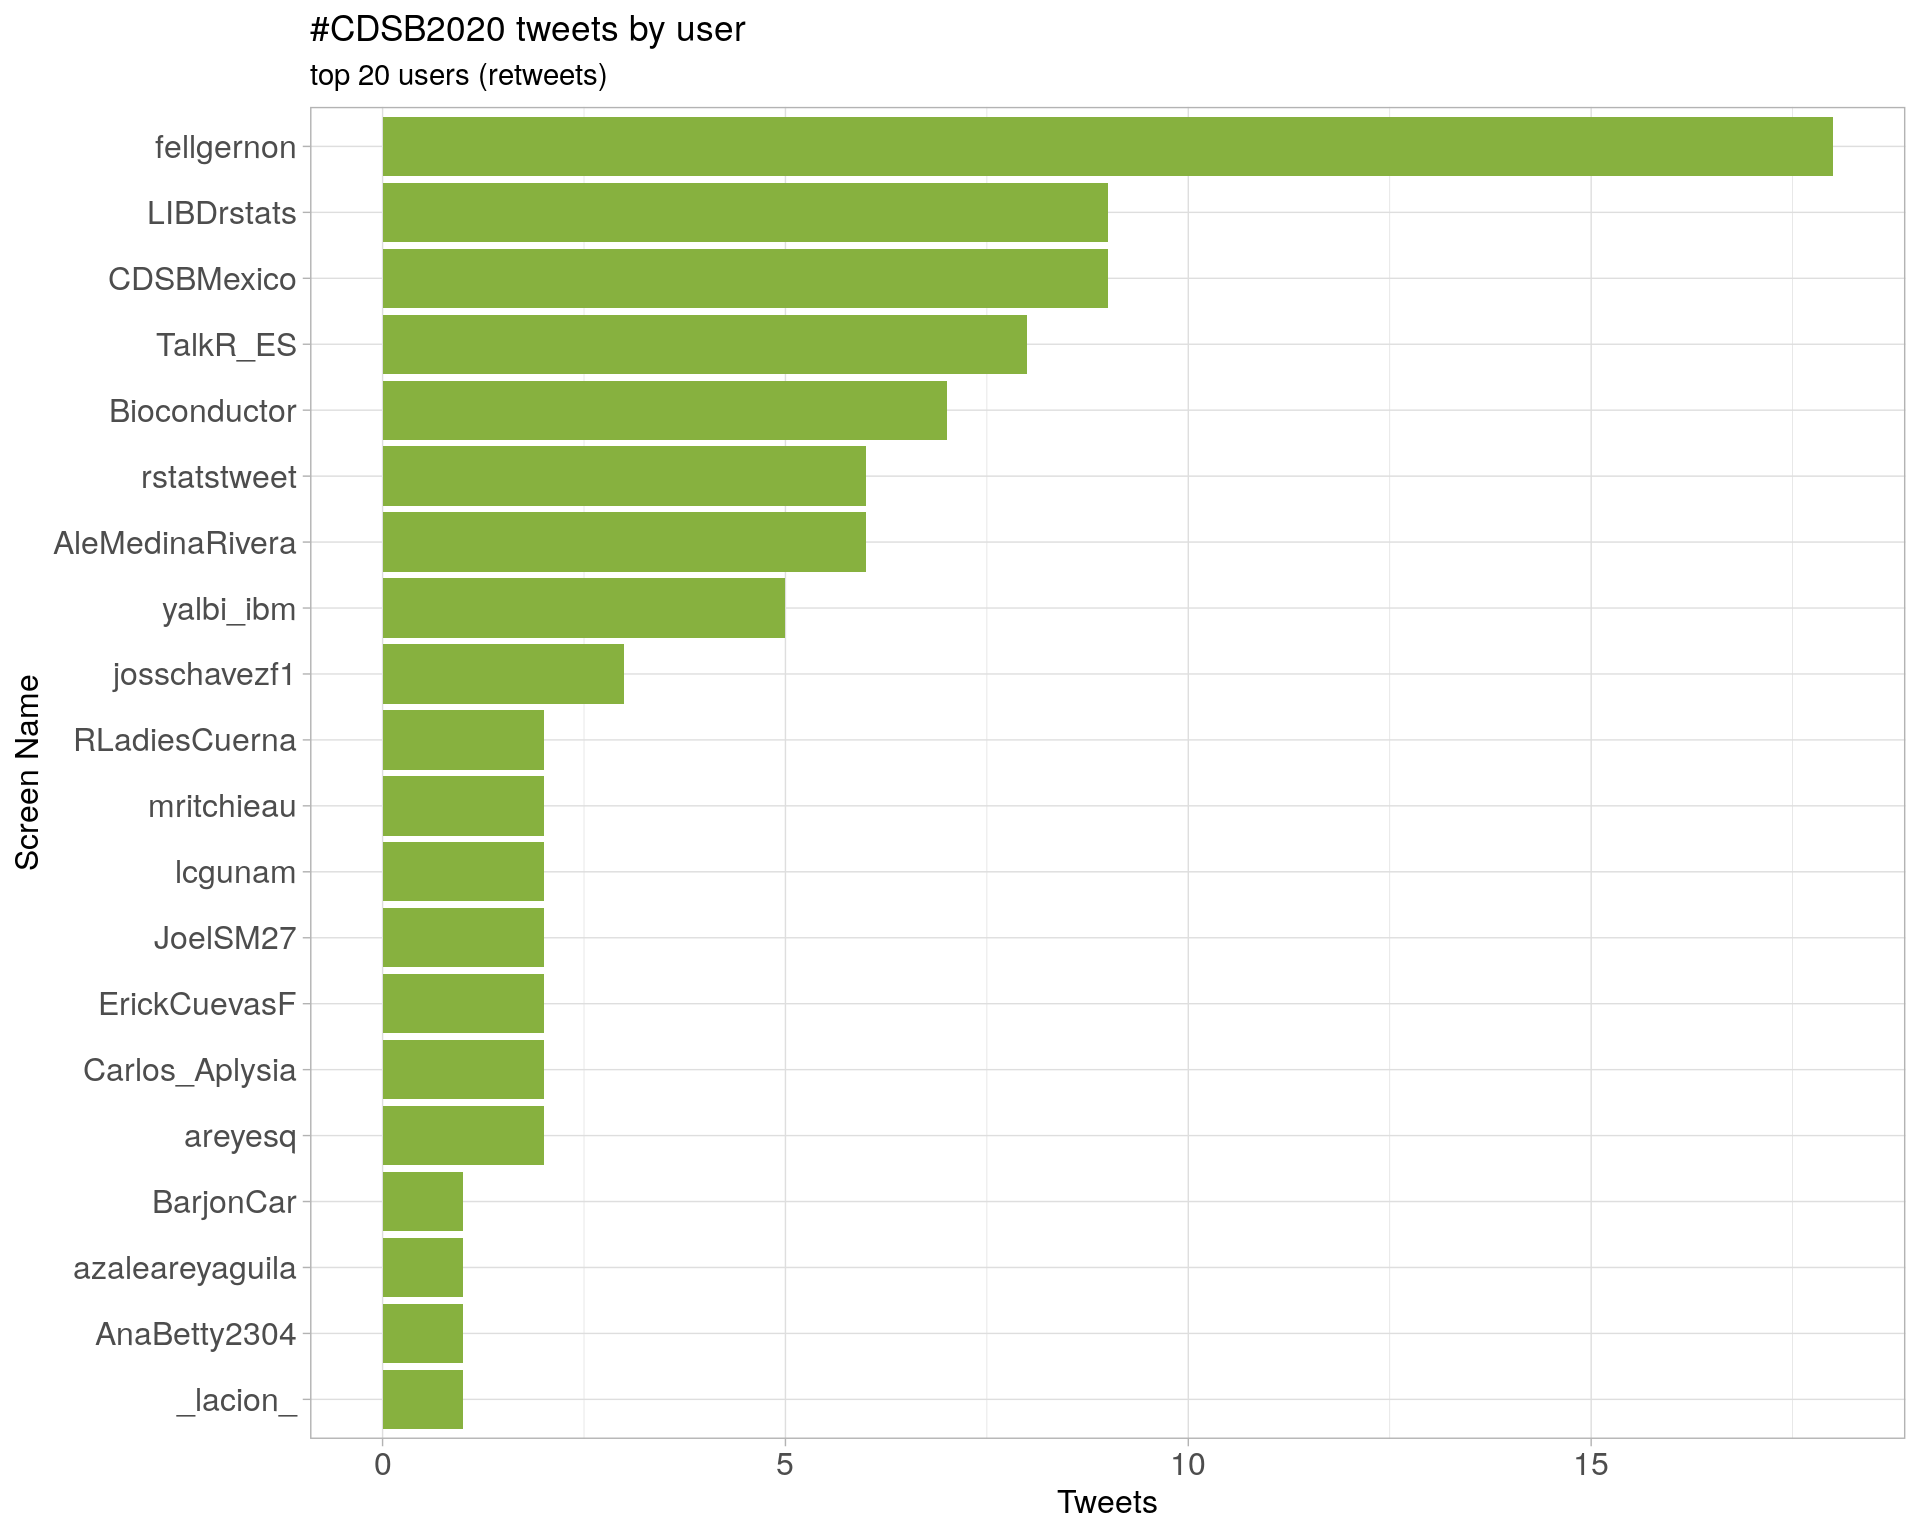 #CDSB2020 tweets by user
top 20 users (retweets)
fellgernon
LIBDrstats
CDSBMexico
TalkR_ES
Bioconductor
rstatstweet
AleMedinaRivera
yalbi_ibm
josschavezf1
RLadiesCuerna
mritchieau
lcgunam
JoelSM27
ErickCuevasF
Carlos_Aplysia
areyesq
BarjonCar
azaleareyaguila
AnaBetty2304
_lacion_
Screen Name
0 5 10 15
Tweets